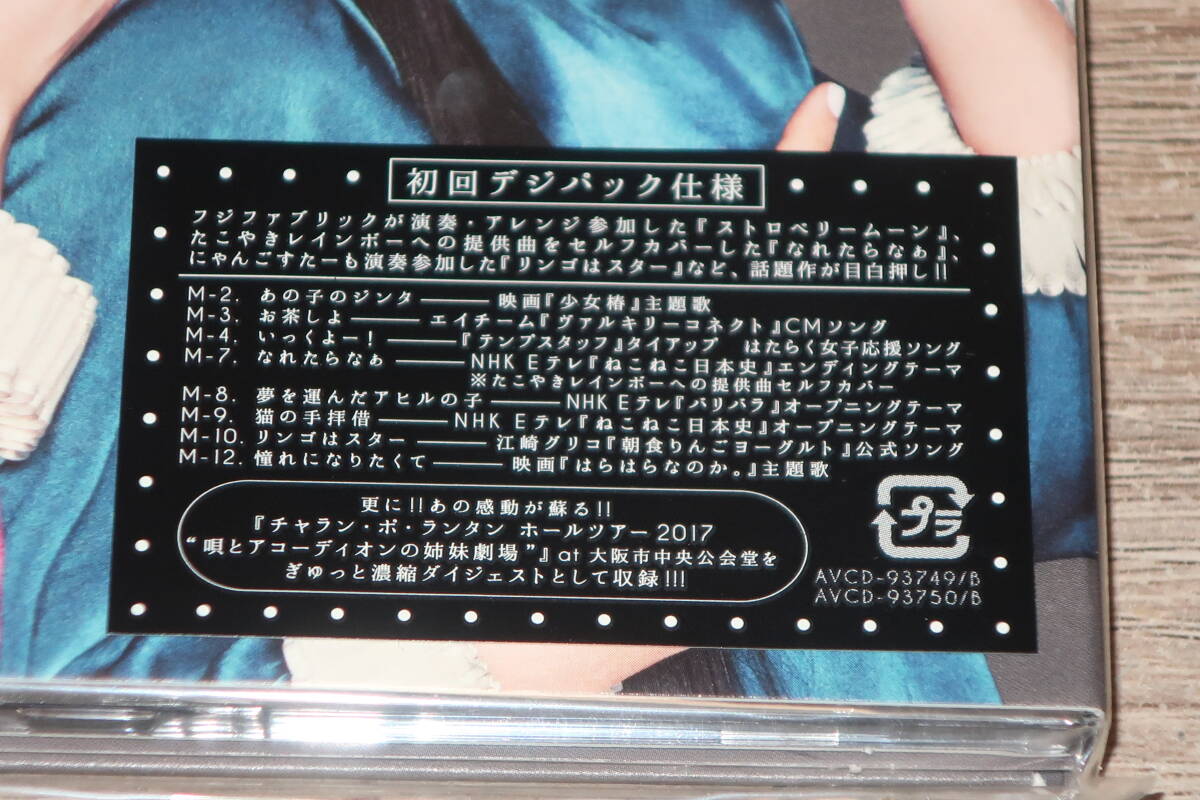 初回デジパック仕様
フジファブリックが演奏・アレンジ参加した『ストロベリームーン』、
たこやきレインボーへの提供曲をセルフカバーした『なれたらなぁ』、
にゃんごすたーも演奏参加した『リンゴはスター』など、話題作が目白押し!!
M-2. あの子のジンタ──映画『少女椿』主題歌
M-3. お茶しよ──エイチーム『ヴァルキリーコネクト』CMソング
M-4. いっくよー!──『テンプスタッフ』タイアップ はたらく女子応援ソング
M-7. なれたらなぁ──NHK Eテレ『ねこねこ日本史』エンディングテーマ
※たこやきレインボーへの提供曲セルフカバー
M-8. 夢を運んだアヒルの子──NHK Eテレ『バリバラ』オープニングテーマ
M-9. 猫の手拝借──NHK Eテレ『ねこねこ日本史』オープニングテーマ
M-10. リンゴはスター──江崎グリコ『朝食りんごヨーグルト』公式ソング
M-12. 憧れになりたくて──映画『はらはらなのか。』主題歌
更に!!あの感動が蘇る!!
『チャラン・ポ・ランタン ホールツアー2017
“唄とアコーディオンの姉妹劇場”』at 大阪市中央公会堂を
ぎゅっと濃縮ダイジェストとして収録!!!
プラ
AVCD-93749/B
AVCD-93750/B